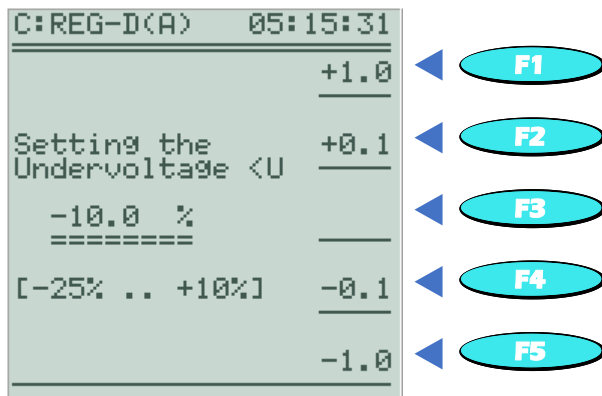 C:REG-D(A) 05:15:31
+1.0 F1
Setting the +0.1 F2
Undervoltage <U
-10.0 % F3
========
[-25% .. +10%] -0.1 F4
-1.0 F5